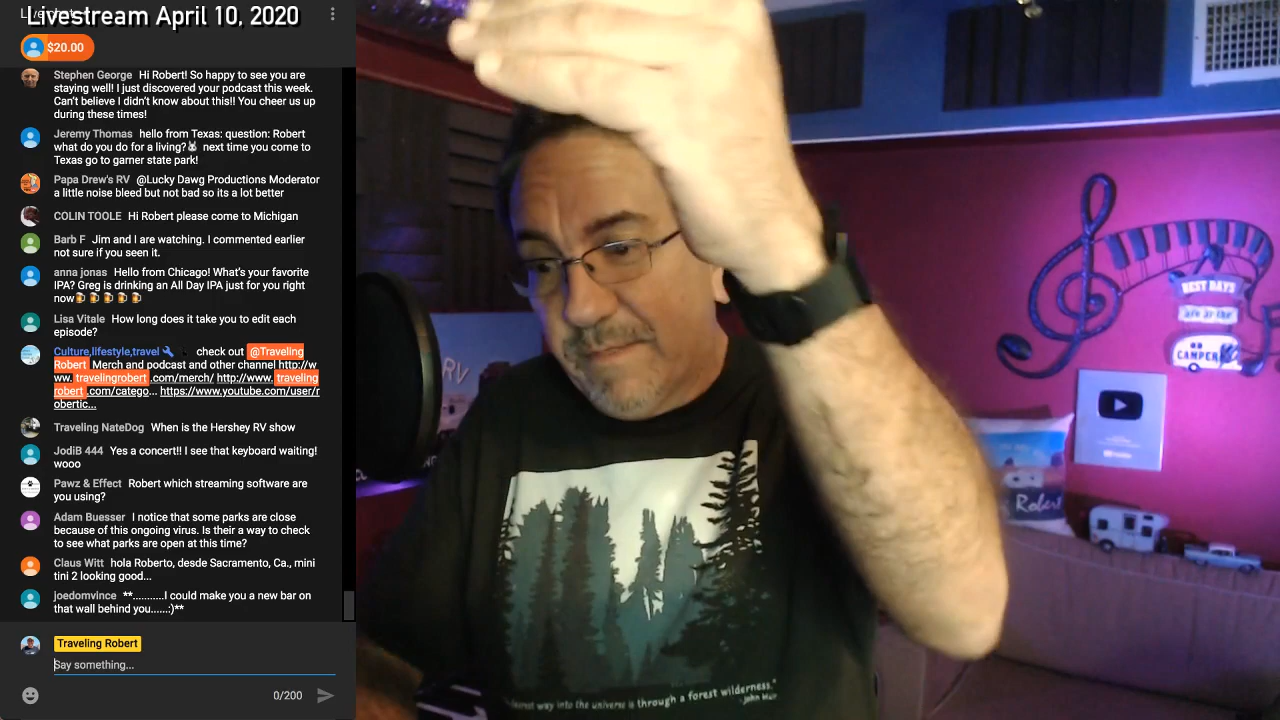 Livestream April 10, 2020
$20.00
Stephen George Hi Robert! So happy to see you are
staying well! I just discovered your podcast this week.
Can't believe I didn't know about this!! You cheer us up
during these times!
Jeremy Thomas hello from Texas: question: Robert
what do you do for a living?🐰 next time you come to
Texas go to garner state park!
Papa Drew's RV @Lucky Dawg Productions Moderator
a little noise bleed but not bad so its a lot better
COLIN TOOLE Hi Robert please come to Michigan
Barb F Jim and I are watching. I commented earlier
not sure if you seen it.
anna jonas Hello from Chicago! What's your favorite
IPA? Greg is drinking an All Day IPA just for you right
now🍺🍺🍺🍺🍺
Lisa Vitale How long does it take you to edit each
episode?
Culture,lifestyle,travel check out @Traveling
Robert Merch and podcast and other channel http://w
ww. travelingrobert .com/merch/ http://www. traveling
robert .com/catego... https://www.youtube.com/user/r
obertic...
Traveling NateDog When is the Hershey RV show
JodiB 444 Yes a concert!! I see that keyboard waiting!
wooo
Pawz & Effect Robert which streaming software are
you using?
Adam Buesser I notice that some parks are close
because of this ongoing virus. Is their a way to check
to see what parks are open at this time?
Claus Witt hola Roberto, desde Sacramento, Ca., mini
tini 2 looking good...
joedomvince **...........I could make you a new bar on
that wall behind you......:)**
Traveling Robert
Say something...
0/200
RV
BEST DAYS
are at the
CAMPER
Robert
way into the universe is through a forest wilderness."
- John Muir